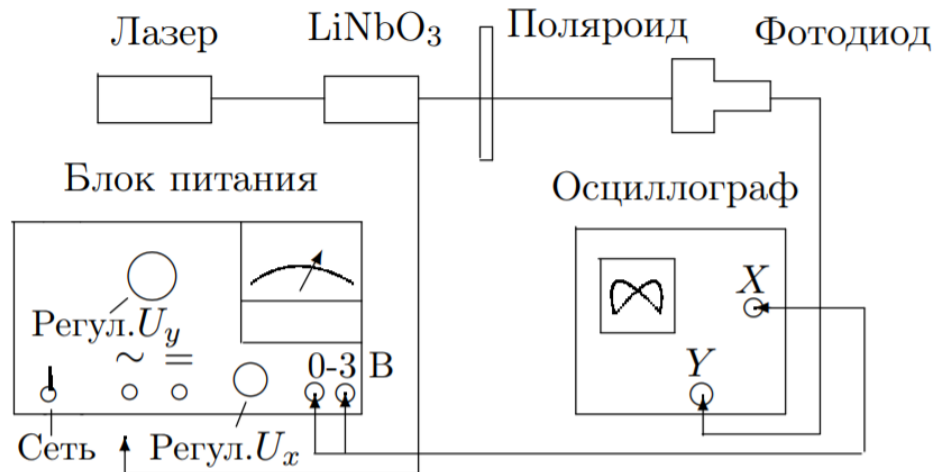 Лазер
LiNbO₃
Поляроид
Фотодиод
Блок питания
Осциллограф
Регул.U_y
~ =
0-3 В
X
Y
Сеть
Регул.U_x